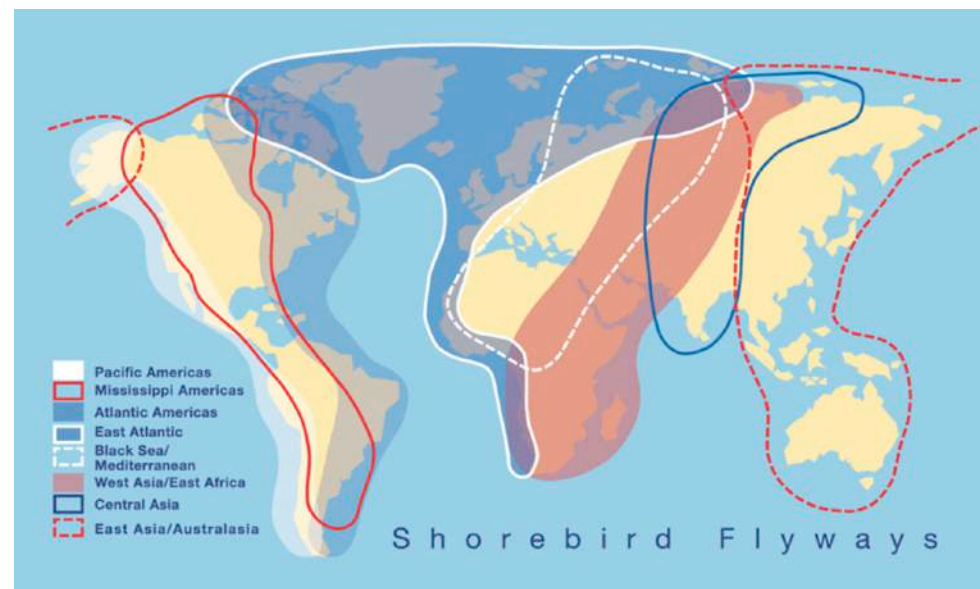 Pacific Americas
Mississippi Americas
Atlantic Americas
East Atlantic
Black Sea/
Mediterranean
West Asia/East Africa
Central Asia
East Asia/Australasia
Shorebird Flyways